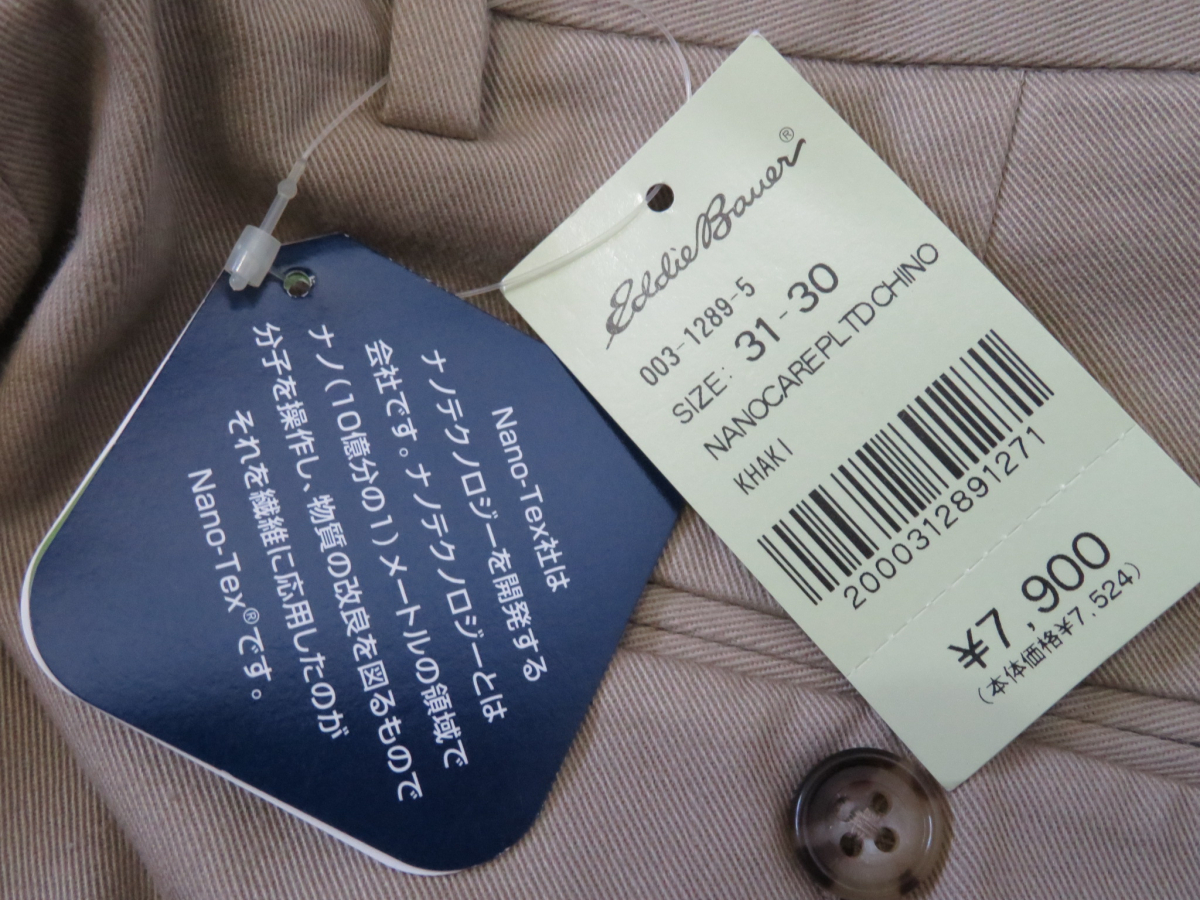 Nano-Tex社は
ナノテクノロジーを開発する
会社です。ナノテクノロジーとは
ナノ(10億分の1)メートルの領域で
分子を操作し、物質の改良を図るもので
それを繊維に応用したのが
Nano-Tex®です。
Eddie Bauer®
003-1289-5
SIZE: 31-30
NANOCAREPLTDCHINO
KHAKI
2000312891271
¥7,900
(本体価格¥7,524)